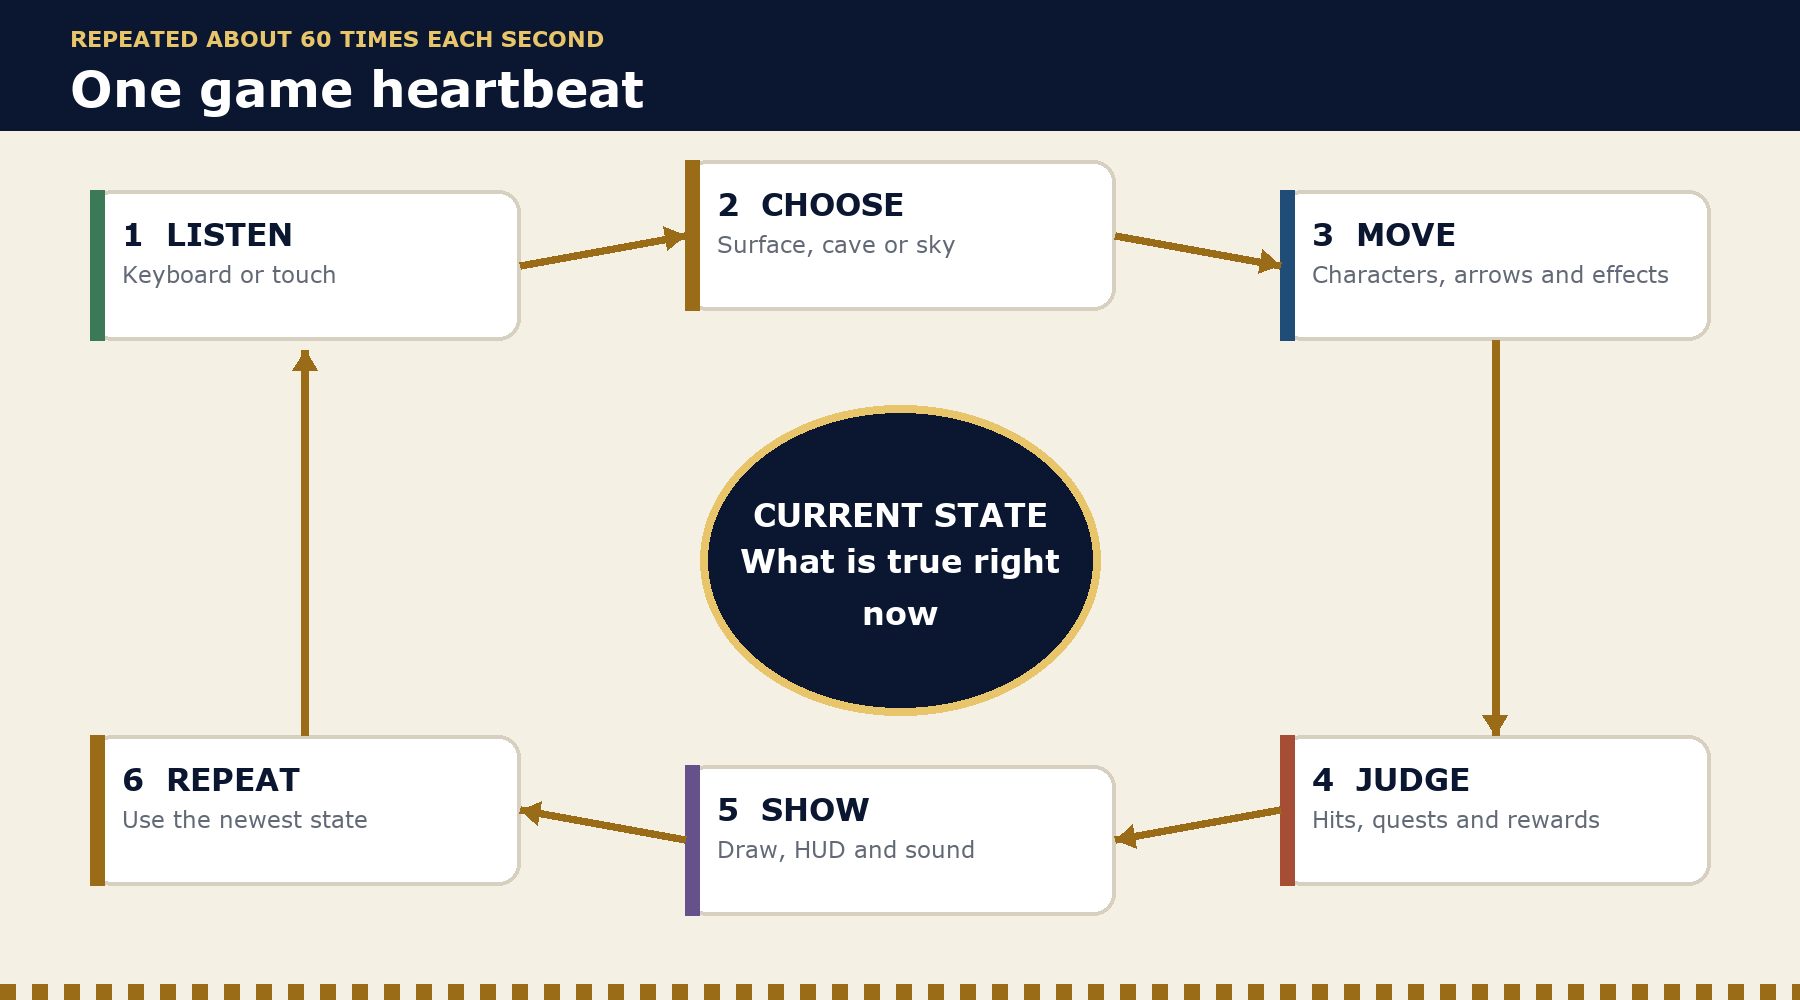 REPEATED ABOUT 60 TIMES EACH SECOND
One game heartbeat
1 LISTEN
Keyboard or touch
2 CHOOSE
Surface, cave or sky
3 MOVE
Characters, arrows and effects
CURRENT STATE
What is true right
now
4 JUDGE
Hits, quests and rewards
5 SHOW
Draw, HUD and sound
6 REPEAT
Use the newest state